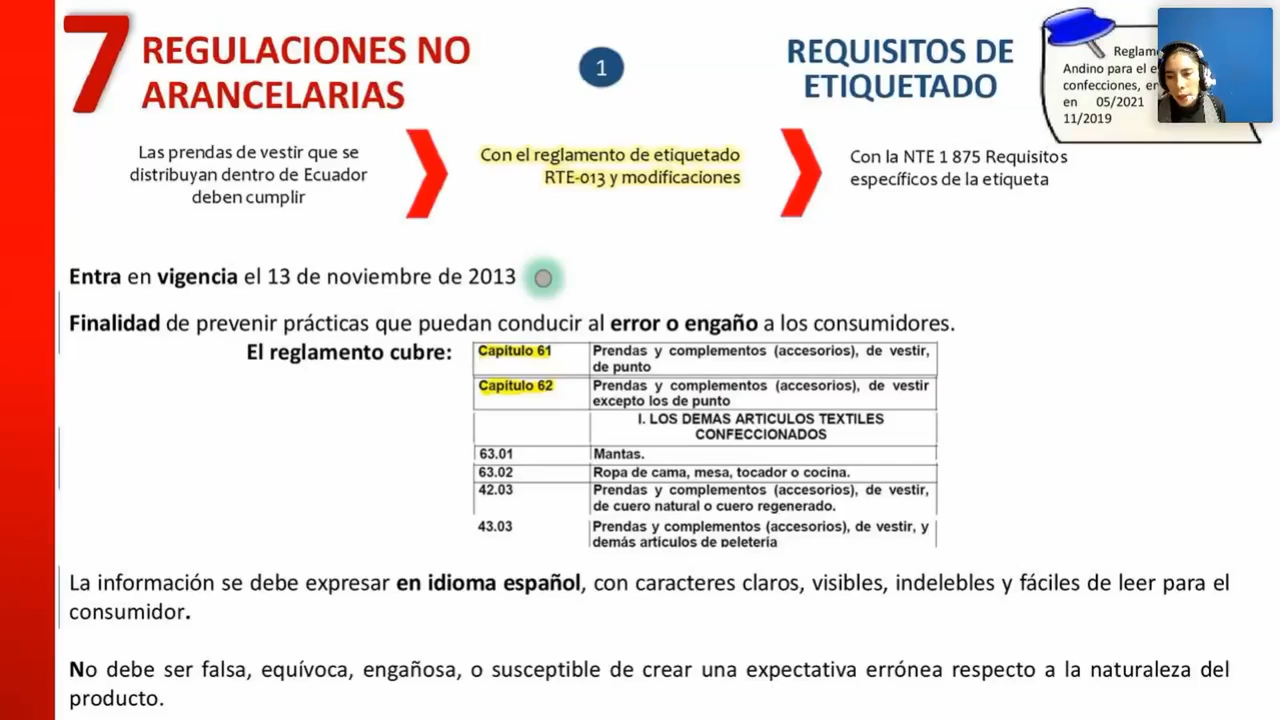 7
REGULACIONES NO
ARANCELARIAS
1
REQUISITOS DE
ETIQUETADO
Andino para el
confecciones,
en 05/2021
11/2019
Las prendas de vestir que se
distribuyan dentro de Ecuador
deben cumplir
Con el reglamento de etiquetado
RTE-013 y modificaciones
Con la NTE 1 875 Requisitos
específicos de la etiqueta
Entra en vigencia el 13 de noviembre de 2013
Finalidad de prevenir prácticas que puedan conducir al error o engaño a los consumidores.
El reglamento cubre:
Capítulo 61 Prendas y complementos (accesorios), de vestir,
de punto
Capítulo 62 Prendas y complementos (accesorios), de vestir
excepto los de punto
I. LOS DEMAS ARTICULOS TEXTILES
CONFECCIONADOS
63.01 Mantas.
63.02 Ropa de cama, mesa, tocador o cocina.
42.03 Prendas y complementos (accesorios), de vestir,
de cuero natural o cuero regenerado.
43.03 Prendas y complementos (accesorios), de vestir, y
demás artículos de peletería
La información se debe expresar en idioma español, con caracteres claros, visibles, indelebles y fáciles de leer para el
consumidor.
No debe ser falsa, equívoca, engañosa, o susceptible de crear una expectativa errónea respecto a la naturaleza del
producto.